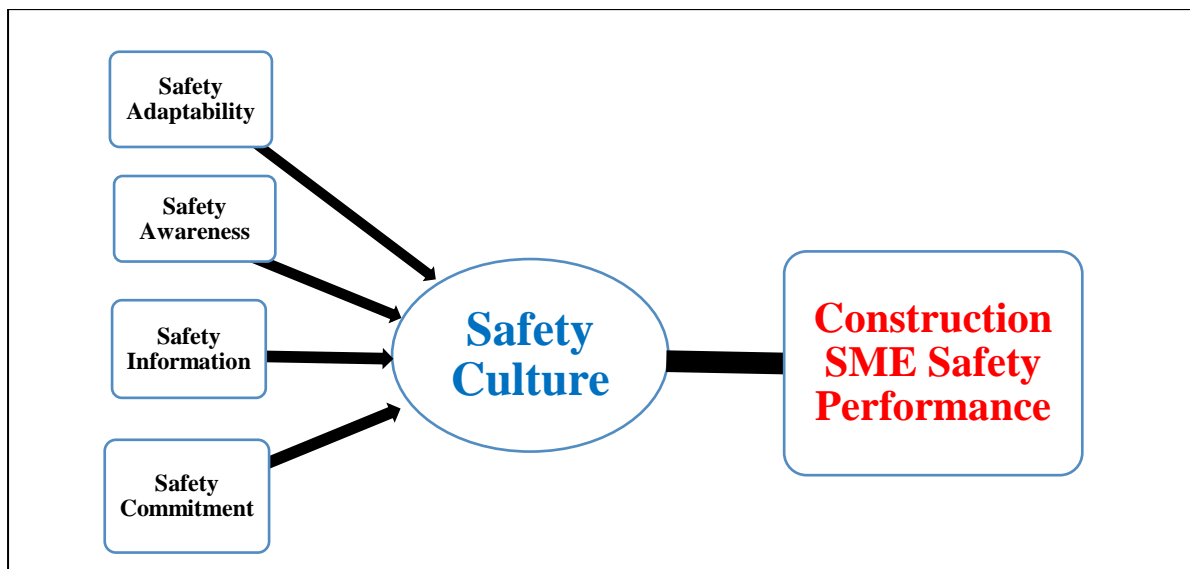 Safety
Adaptability
Safety
Awareness
Safety
Information
Safety
Commitment
Safety
Culture
Construction
SME Safety
Performance